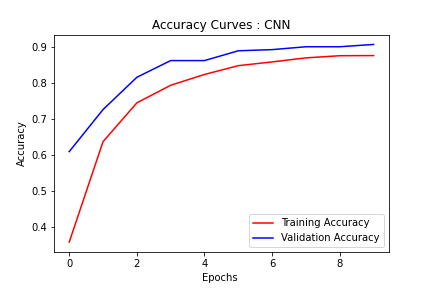 Accuracy Curves : CNN
Accuracy
0.9
0.8
0.7
0.6
0.5
0.4
Training Accuracy
Validation Accuracy
0 2 4 6 8
Epochs